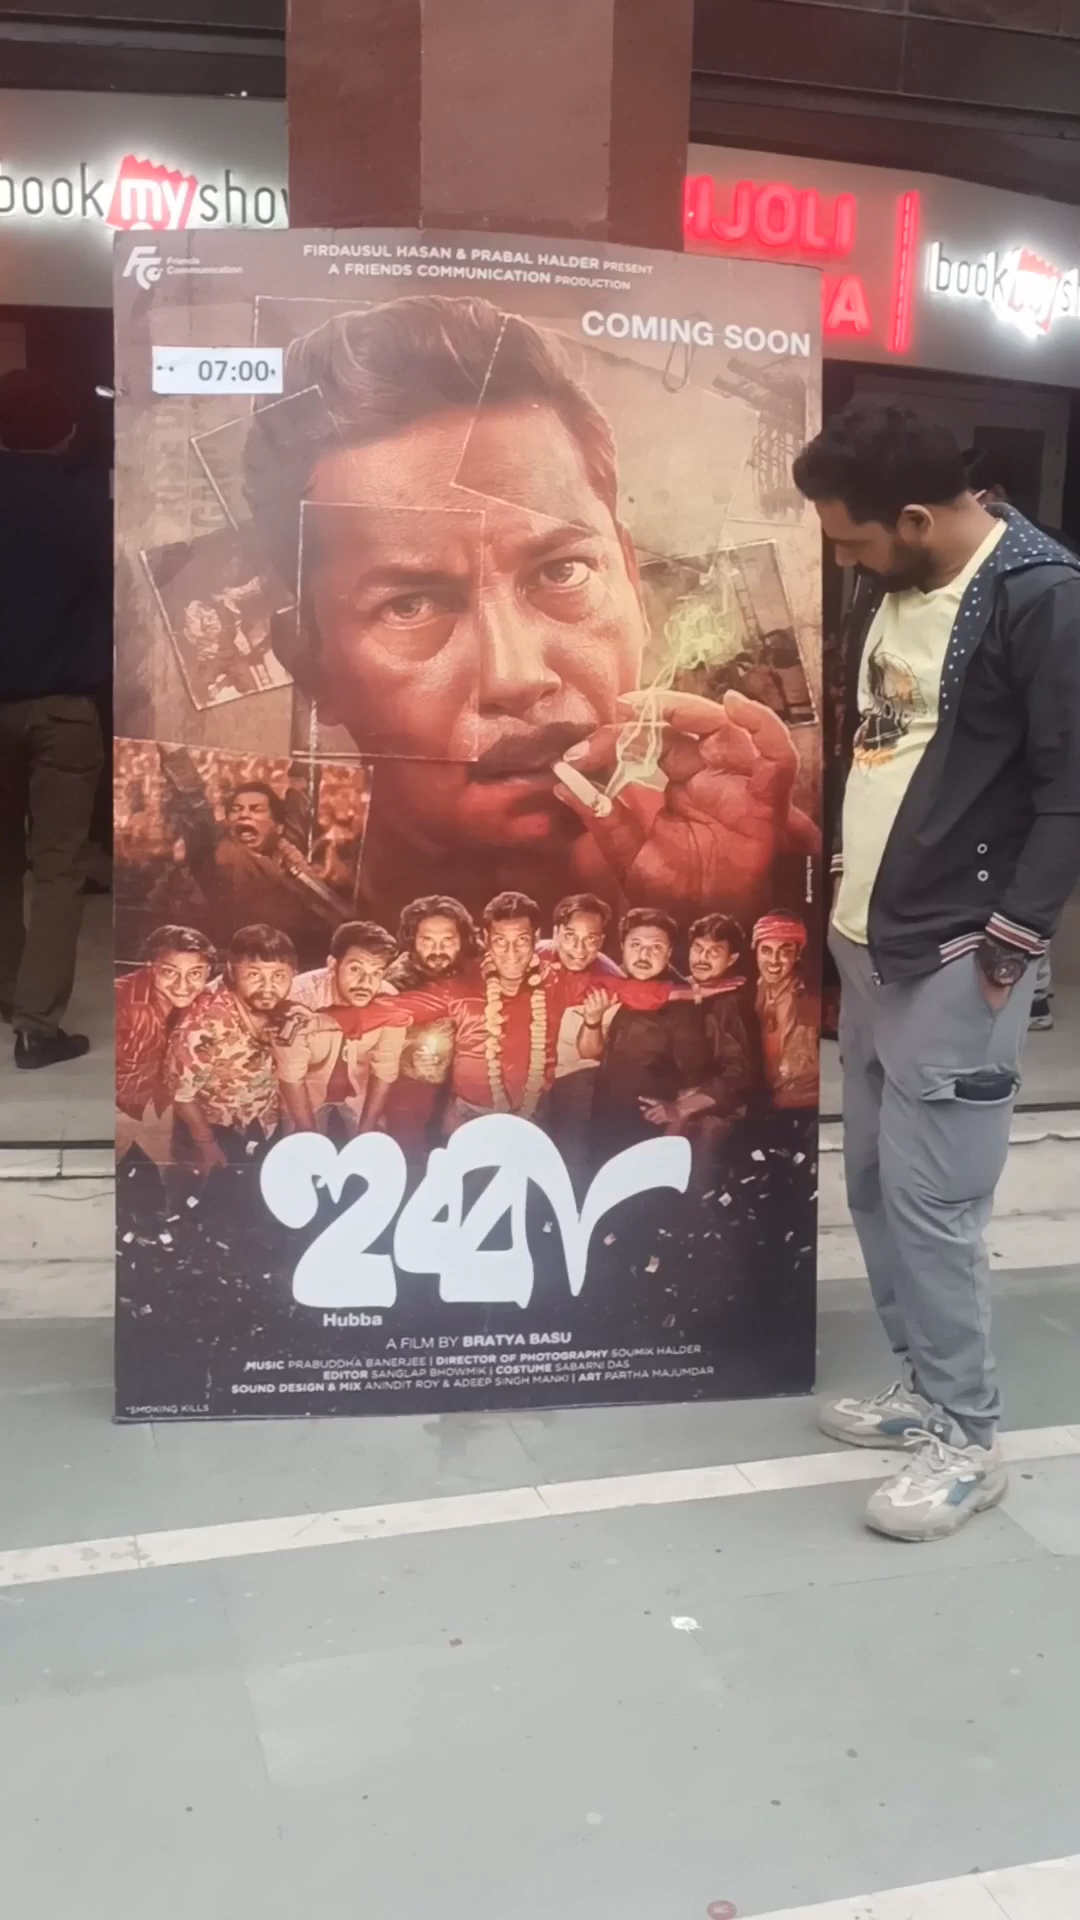 book my show
IJOLI
book my s
A
Friends
Communication
FIRDAUSUL HASAN & PRABAL HALDER PRESENT
A FRIENDS COMMUNICATION PRODUCTION
COMING SOON
07:00
হুব্বা
Hubba
A FILM BY BRATYA BASU
MUSIC PRABUDDHA BANERJEE | DIRECTOR OF PHOTOGRAPHY SOUMIK HALDER
EDITOR SANGLAP BHOWMIK | COSTUME SABARNI DAS
SOUND DESIGN & MIX ANINDIT ROY & ADEEP SINGH MANKI | ART PARTHA MAJUMDAR
*SMOKING KILLS